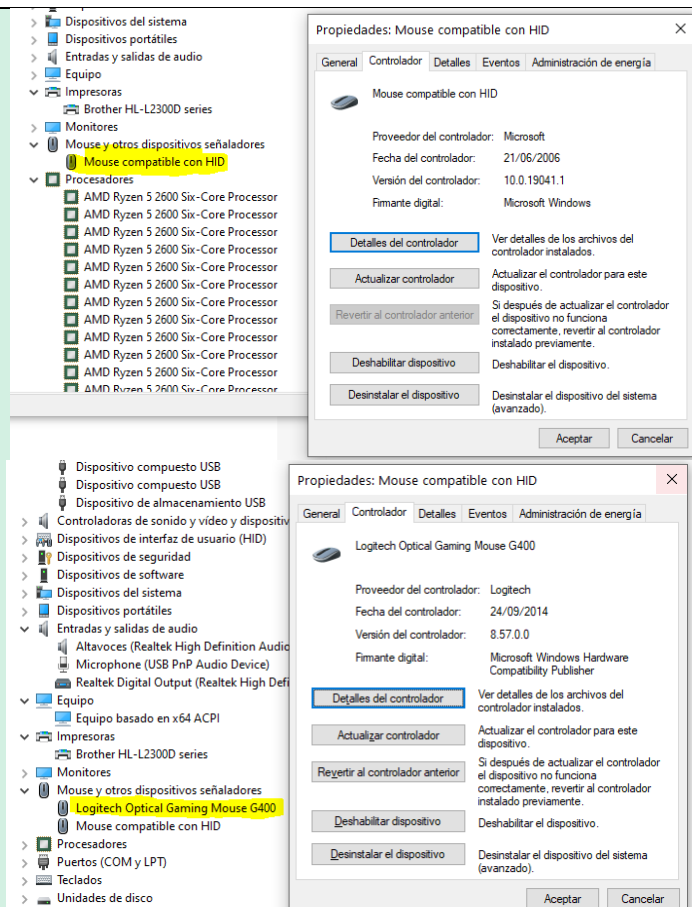 Dispositivos del sistema
Dispositivos portátiles
Entradas y salidas de audio
Equipo
Impresoras
Brother HL-L2300D series
Monitores
Mouse y otros dispositivos señaladores
Mouse compatible con HID
Procesadores
AMD Ryzen 5 2600 Six-Core Processor
AMD Ryzen 5 2600 Six-Core Processor
AMD Ryzen 5 2600 Six-Core Processor
AMD Ryzen 5 2600 Six-Core Processor
AMD Ryzen 5 2600 Six-Core Processor
AMD Ryzen 5 2600 Six-Core Processor
AMD Ryzen 5 2600 Six-Core Processor
AMD Ryzen 5 2600 Six-Core Processor
AMD Ryzen 5 2600 Six-Core Processor
AMD Ryzen 5 2600 Six-Core Processor
AMD Ryzen 5 2600 Six-Core Processor
Propiedades: Mouse compatible con HID
General Controlador Detalles Eventos Administración de energía
Mouse compatible con HID
Proveedor del controlador: Microsoft
Fecha del controlador: 21/06/2006
Versión del controlador: 10.0.19041.1
Firmante digital: Microsoft Windows
Detalles del controlador
Ver detalles de los archivos del
controlador instalados.
Actualizar controlador
Actualizar el controlador para este
dispositivo.
Revertir al controlador anterior
Si después de actualizar el controlador
el dispositivo no funciona
correctamente, revertir al controlador
instalado previamente.
Deshabilitar dispositivo
Deshabilitar el dispositivo.
Desinstalar el dispositivo
Desinstalar el dispositivo del sistema
(avanzado).
Aceptar Cancelar
Dispositivo compuesto USB
Dispositivo compuesto USB
Dispositivo de almacenamiento USB
Controladoras de sonido y vídeo y dispositiv
Dispositivos de interfaz de usuario (HID)
Dispositivos de seguridad
Dispositivos de software
Dispositivos del sistema
Dispositivos portátiles
Entradas y salidas de audio
Altavoces (Realtek High Definition Audio
Microphone (USB PnP Audio Device)
Realtek Digital Output (Realtek High Defi
Equipo
Equipo basado en x64 ACPI
Impresoras
Brother HL-L2300D series
Monitores
Mouse y otros dispositivos señaladores
Logitech Optical Gaming Mouse G400
Mouse compatible con HID
Procesadores
Puertos (COM y LPT)
Teclados
Unidades de disco
Propiedades: Mouse compatible con HID
General Controlador Detalles Eventos Administración de energía
Logitech Optical Gaming Mouse G400
Proveedor del controlador: Logitech
Fecha del controlador: 24/09/2014
Versión del controlador: 8.57.0.0
Firmante digital: Microsoft Windows Hardware
Compatibility Publisher
Detalles del controlador
Ver detalles de los archivos del
controlador instalados.
Actualizar controlador
Actualizar el controlador para este
dispositivo.
Revertir al controlador anterior
Si después de actualizar el controlador
el dispositivo no funciona
correctamente, revertir al controlador
instalado previamente.
Deshabilitar dispositivo
Deshabilitar el dispositivo.
Desinstalar el dispositivo
Desinstalar el dispositivo del sistema
(avanzado).
Aceptar Cancelar